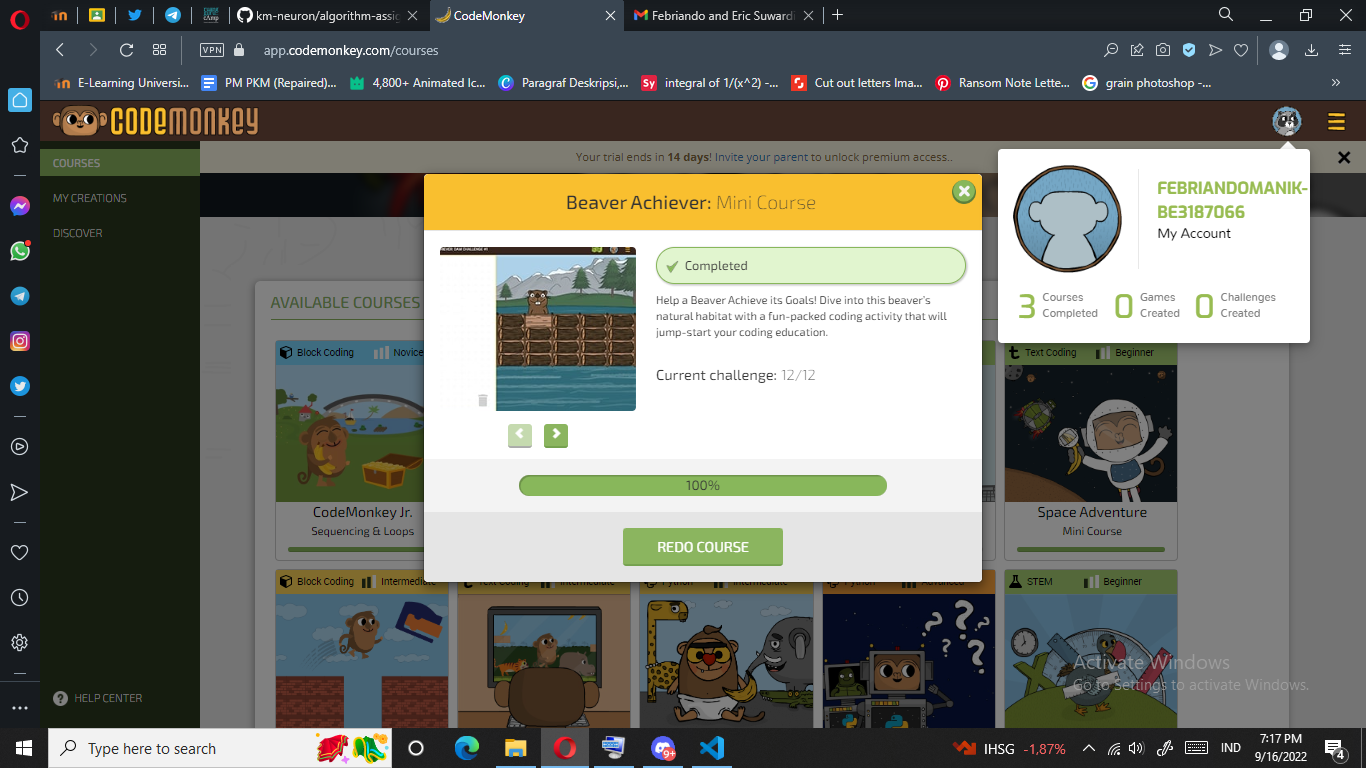 km-neuron/algorithm-assig
CodeMonkey
Febriando and Eric Suwardi
VPN
app.codemonkey.com/courses
E-Learning Universi...
PM PKM (Repaired)...
4,800+ Animated Ic...
Paragraf Deskripsi,...
Sy
integral of 1/(x^2) -...
Cut out letters Ima...
Ransom Note Lette...
grain photoshop -...
CODEMONKEY
COURSES
MY CREATIONS
DISCOVER
HELP CENTER
Your trial ends in 14 days! Invite your parent to unlock premium access..
FEBRIANDOMANIK-
BE3187066
My Account
3 Courses Completed
0 Games Created
0 Challenges Created
Beaver Achiever: Mini Course
Completed
Help a Beaver Achieve its Goals! Dive into this beaver's
natural habitat with a fun-packed coding activity that will
jump-start your coding education.
Current challenge: 12/12
100%
REDO COURSE
AVAILABLE COURSES
Block Coding
Novice
CodeMonkey Jr.
Sequencing & Loops
Text Coding
Beginner
Space Adventure
Mini Course
Block Coding
Intermediate
Text Coding
Intermediate
Python
Intermediate
Python
Advanced
STEM
Beginner
Activate Windows
Go to Settings to activate Windows.
Type here to search
9+
IHSG -1,87%
IND
7:17 PM
9/16/2022
4